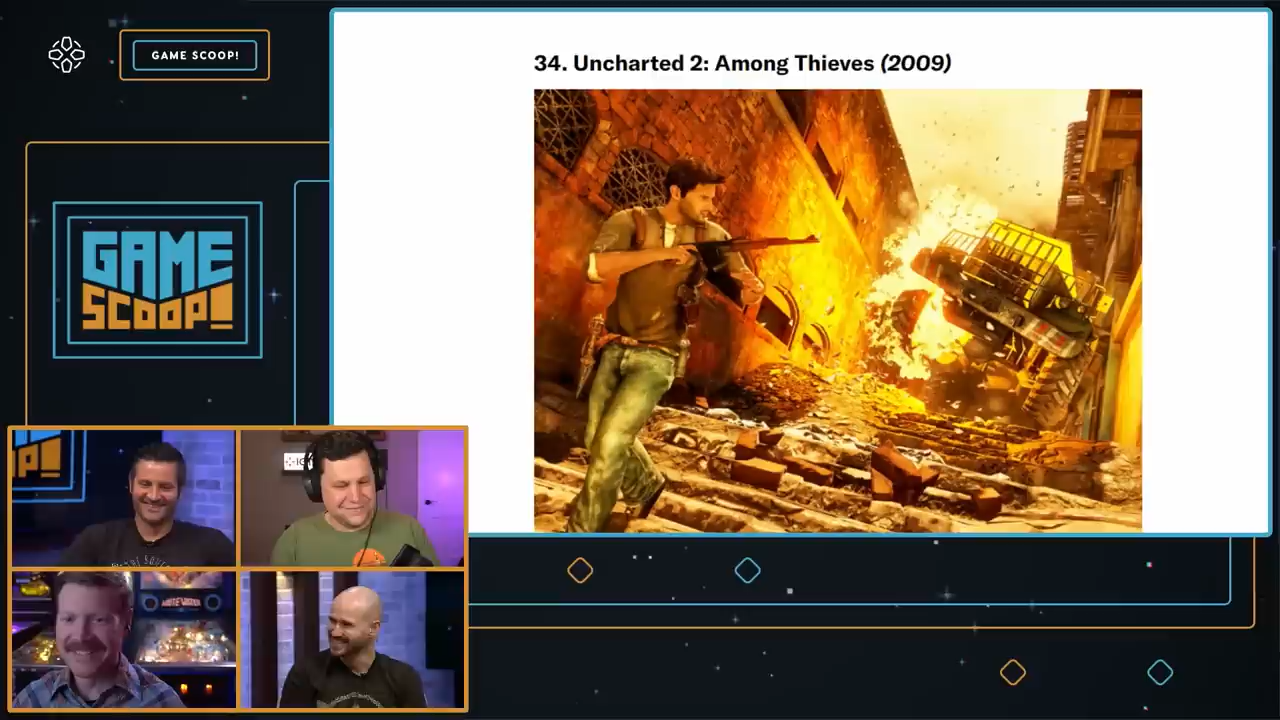 GAME SCOOP!
34. Uncharted 2: Among Thieves (2009)
GAME
SCOOP!
P!